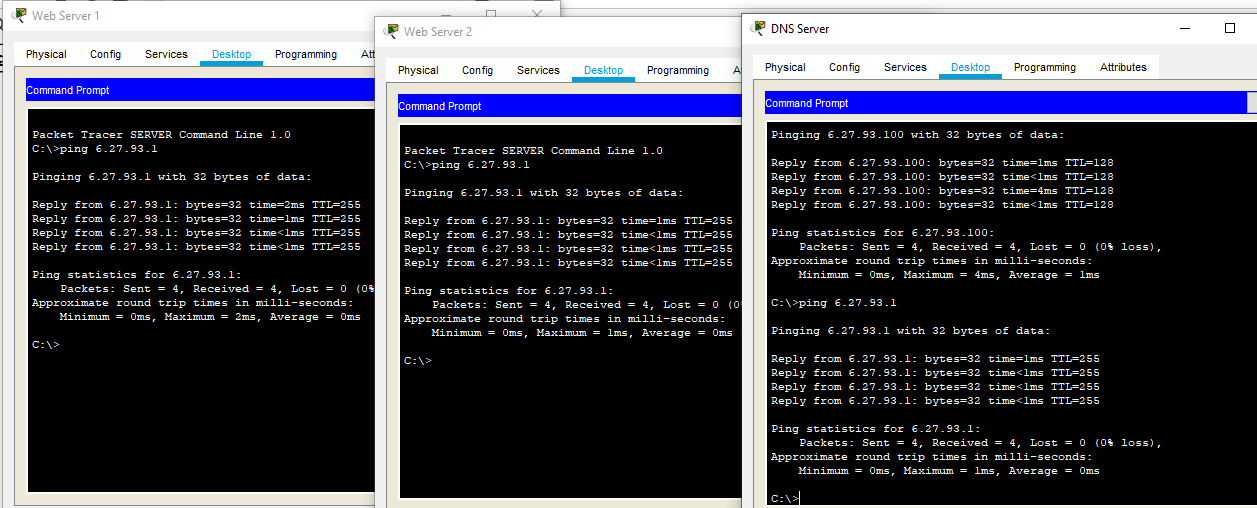 Web Server 1
Physical Config Services Desktop Programming Att
Command Prompt
Packet Tracer SERVER Command Line 1.0
C:\>ping 6.27.93.1
Pinging 6.27.93.1 with 32 bytes of data:
Reply from 6.27.93.1: bytes=32 time=2ms TTL=255
Reply from 6.27.93.1: bytes=32 time=1ms TTL=255
Reply from 6.27.93.1: bytes=32 time<1ms TTL=255
Reply from 6.27.93.1: bytes=32 time<1ms TTL=255
Ping statistics for 6.27.93.1:
Packets: Sent = 4, Received = 4, Lost = 0 (0%
Approximate round trip times in milli-seconds:
Minimum = 0ms, Maximum = 2ms, Average = 0ms
C:\>
Web Server 2
Physical Config Services Desktop Programming A
Command Prompt
Packet Tracer SERVER Command Line 1.0
C:\>ping 6.27.93.1
Pinging 6.27.93.1 with 32 bytes of data:
Reply from 6.27.93.1: bytes=32 time=1ms TTL=255
Reply from 6.27.93.1: bytes=32 time<1ms TTL=255
Reply from 6.27.93.1: bytes=32 time<1ms TTL=255
Reply from 6.27.93.1: bytes=32 time<1ms TTL=255
Ping statistics for 6.27.93.1:
Packets: Sent = 4, Received = 4, Lost = 0 (0
Approximate round trip times in milli-seconds:
Minimum = 0ms, Maximum = 1ms, Average = 0ms
C:\>
DNS Server
Physical Config Services Desktop Programming Attributes
Command Prompt
Pinging 6.27.93.100 with 32 bytes of data:
Reply from 6.27.93.100: bytes=32 time=1ms TTL=128
Reply from 6.27.93.100: bytes=32 time<1ms TTL=128
Reply from 6.27.93.100: bytes=32 time=4ms TTL=128
Reply from 6.27.93.100: bytes=32 time<1ms TTL=128
Ping statistics for 6.27.93.100:
Packets: Sent = 4, Received = 4, Lost = 0 (0% loss),
Approximate round trip times in milli-seconds:
Minimum = 0ms, Maximum = 4ms, Average = 1ms
C:\>ping 6.27.93.1
Pinging 6.27.93.1 with 32 bytes of data:
Reply from 6.27.93.1: bytes=32 time=1ms TTL=255
Reply from 6.27.93.1: bytes=32 time<1ms TTL=255
Reply from 6.27.93.1: bytes=32 time<1ms TTL=255
Reply from 6.27.93.1: bytes=32 time<1ms TTL=255
Ping statistics for 6.27.93.1:
Packets: Sent = 4, Received = 4, Lost = 0 (0% loss),
Approximate round trip times in milli-seconds:
Minimum = 0ms, Maximum = 1ms, Average = 0ms
C:\>